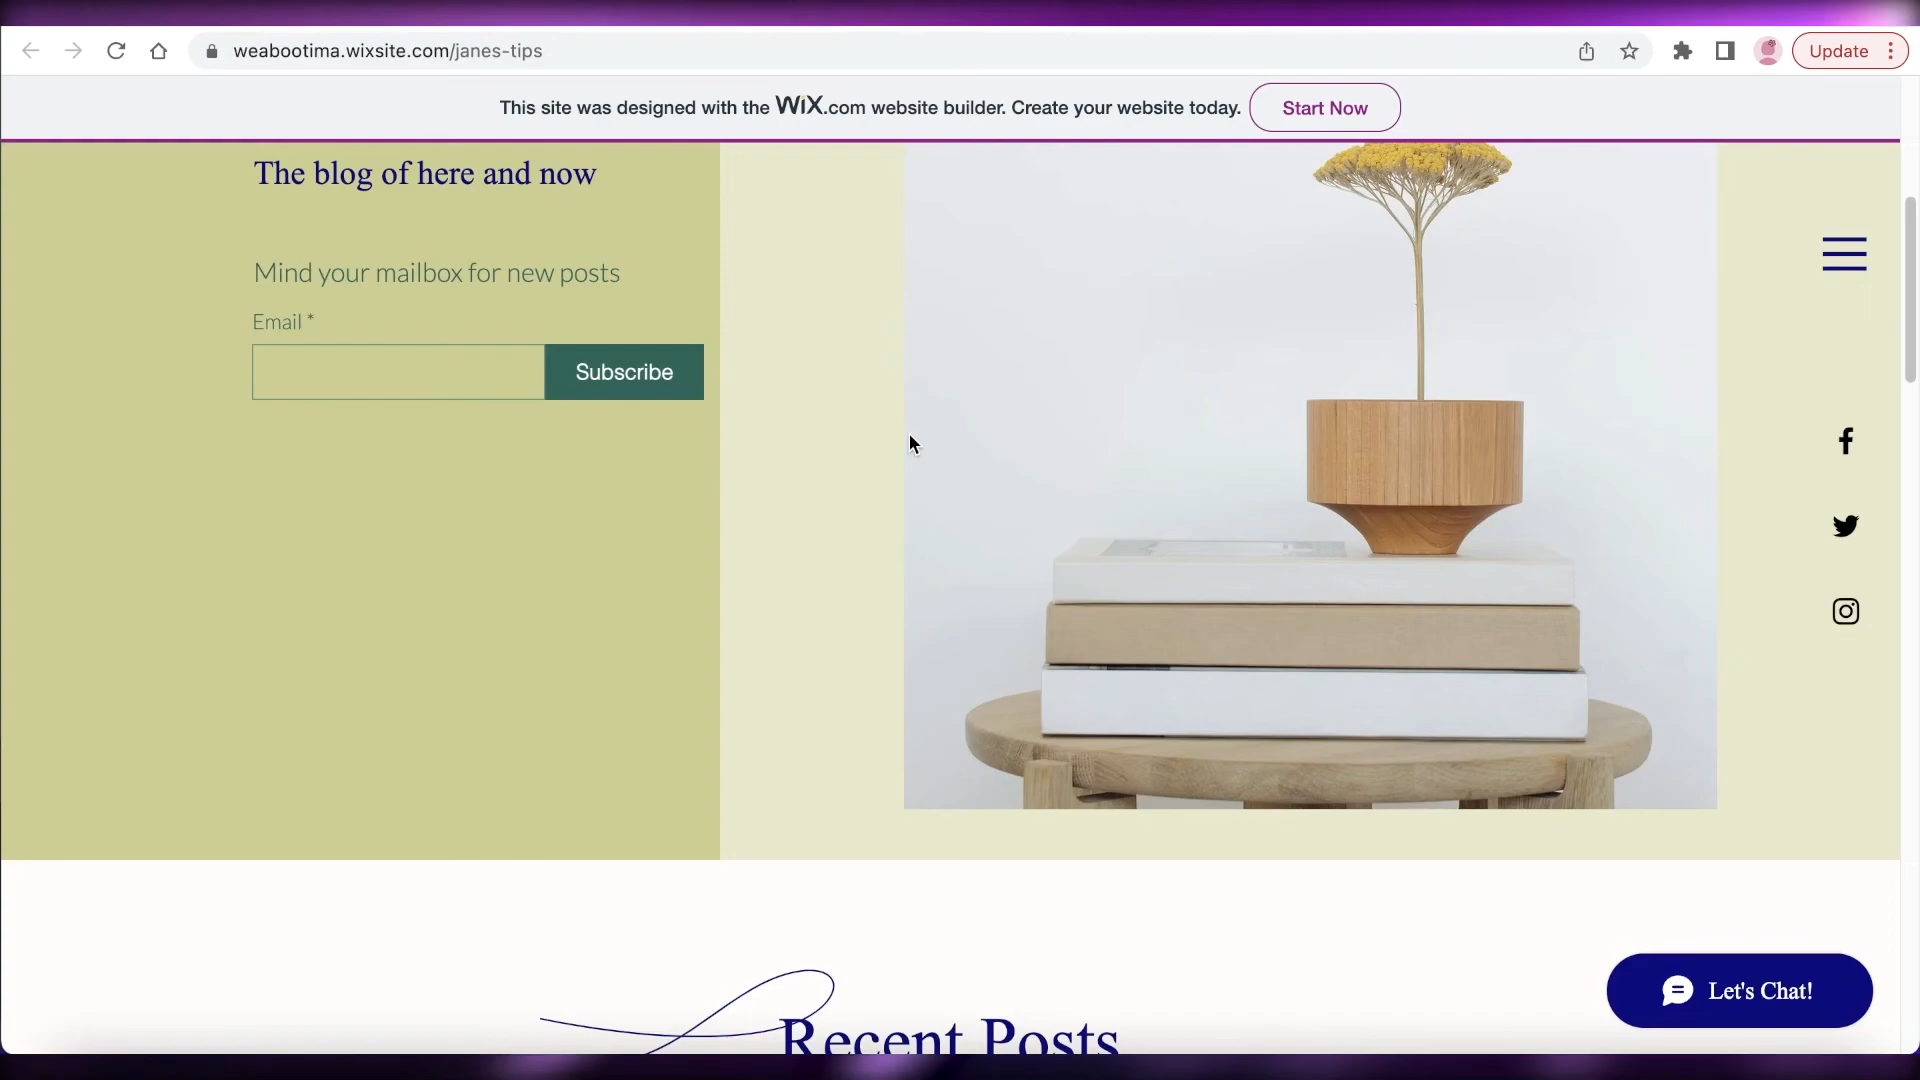 weabootima.wixsite.com/janes-tips
Update
This site was designed with the WiX.com website builder. Create your website today.
Start Now
The blog of here and now
Mind your mailbox for new posts
Email *
Subscribe
Let's Chat!
Recent Posts